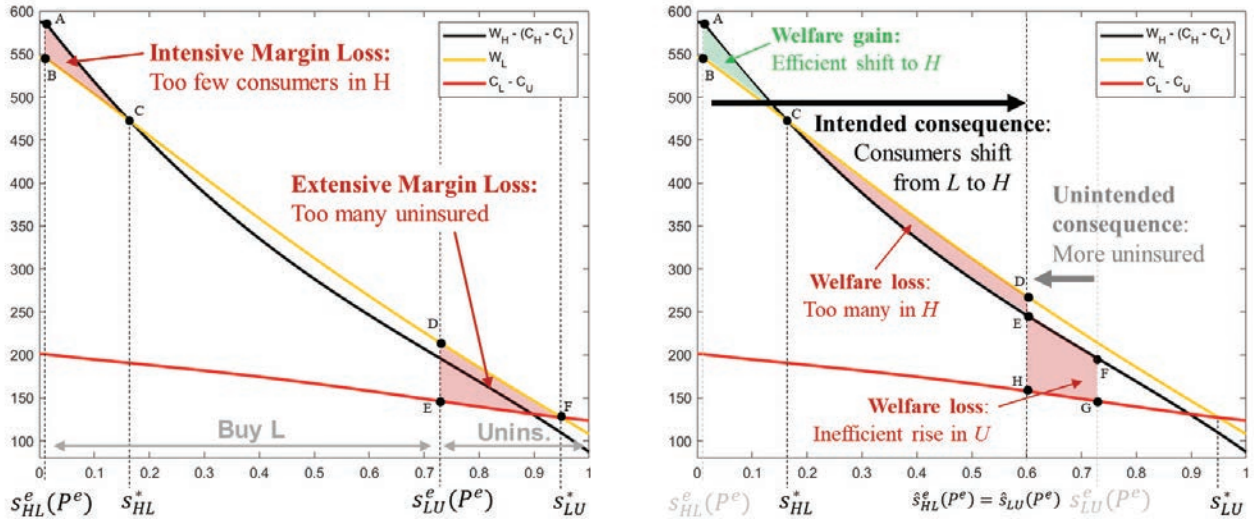 600
550
500
450
400
350
300
250
200
150
100
A
B
C
D
E
F
Intensive Margin Loss:
Too few consumers in H
W_H - (C_H - C_L)
W_L
C_L - C_U
Extensive Margin Loss:
Too many uninsured
Buy L
Unins.
0 0.1 0.2 0.3 0.4 0.5 0.6 0.7 0.8 0.9 1
s^e_HL(P^e) s^*_HL s^e_LU(P^e) s^*_LU
600
550
500
450
400
350
300
250
200
150
100
A
B
C
D
E
H
F
G
Welfare gain:
Efficient shift to H
W_H - (C_H - C_L)
W_L
C_L - C_U
Intended consequence:
Consumers shift
from L to H
Unintended
consequence:
More uninsured
Welfare loss:
Too many in H
Welfare loss:
Inefficient rise in U
0 0.1 0.2 0.3 0.4 0.5 0.6 0.7 0.8 0.9 1
s^e_HL(P^e) s^*_HL ŝ^e_HL(P^e) = ŝ_LU(P^e) s^e_LU(P^e) s^*_LU